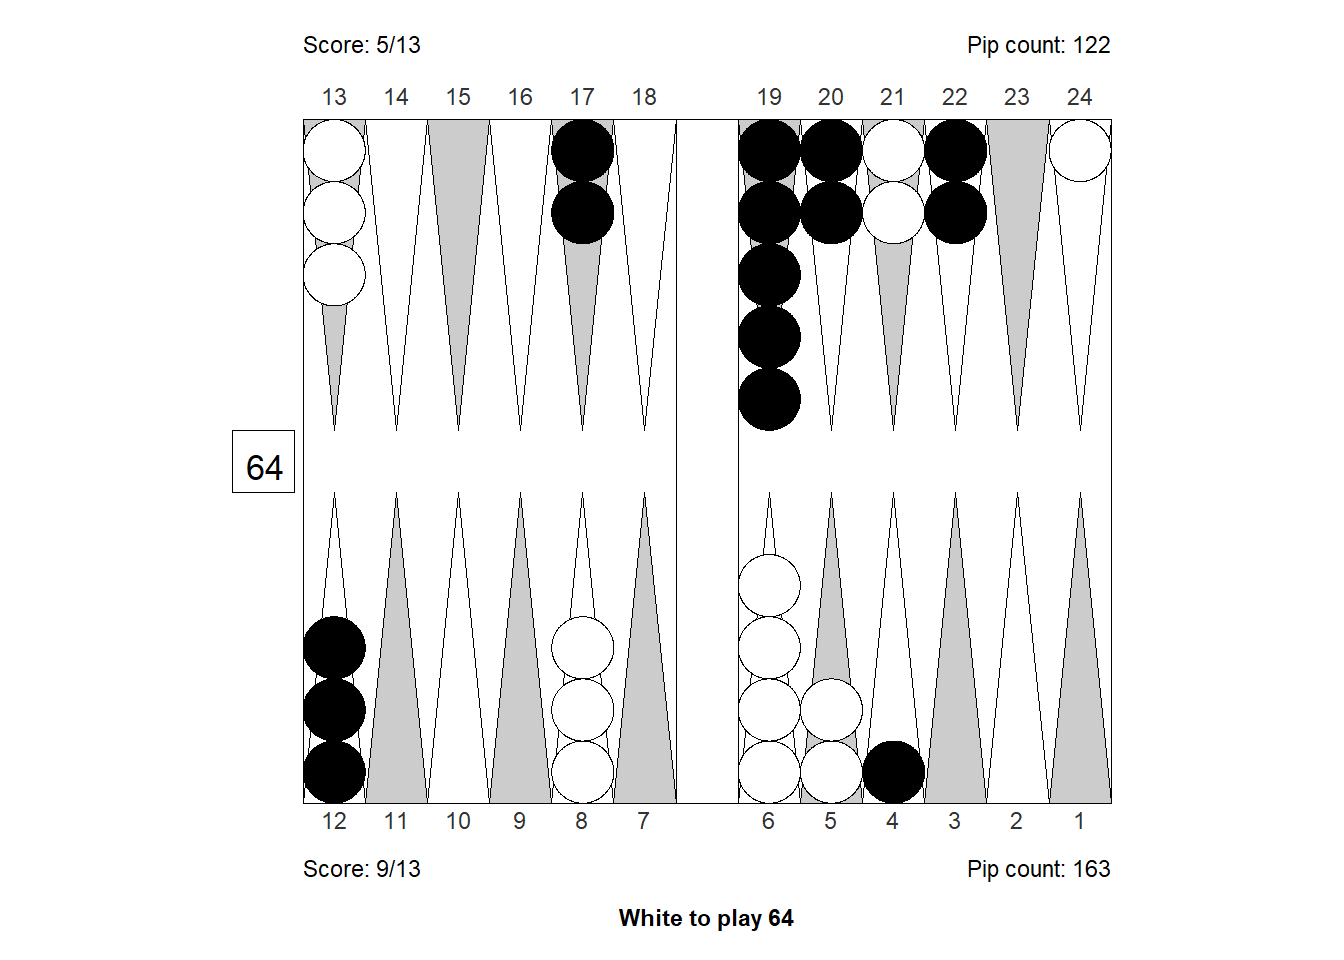 Score: 5/13 Pip count: 122
13 14 15 16 17 18 19 20 21 22 23 24
64
12 11 10 9 8 7 6 5 4 3 2 1
Score: 9/13 Pip count: 163
White to play 64